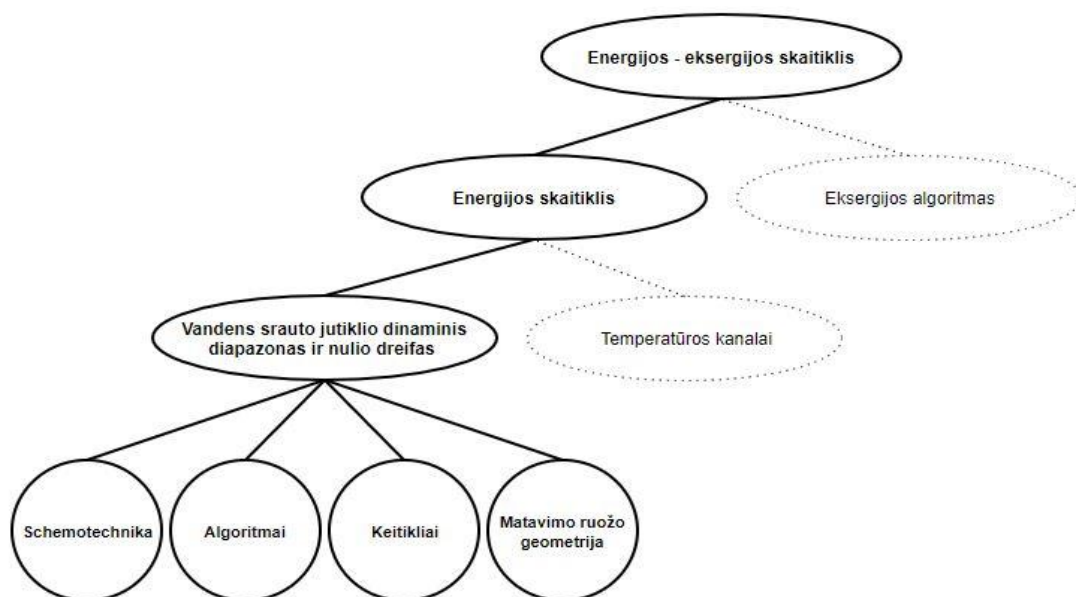 Energijos - eksergijos skaitiklis
Energijos skaitiklis
Eksergijos algoritmas
Vandens srauto jutiklio dinaminis
diapazonas ir nulio dreifas
Temperatūros kanalai
Schemotechnika
Algoritmai
Keitikliai
Matavimo ruožo
geometrija